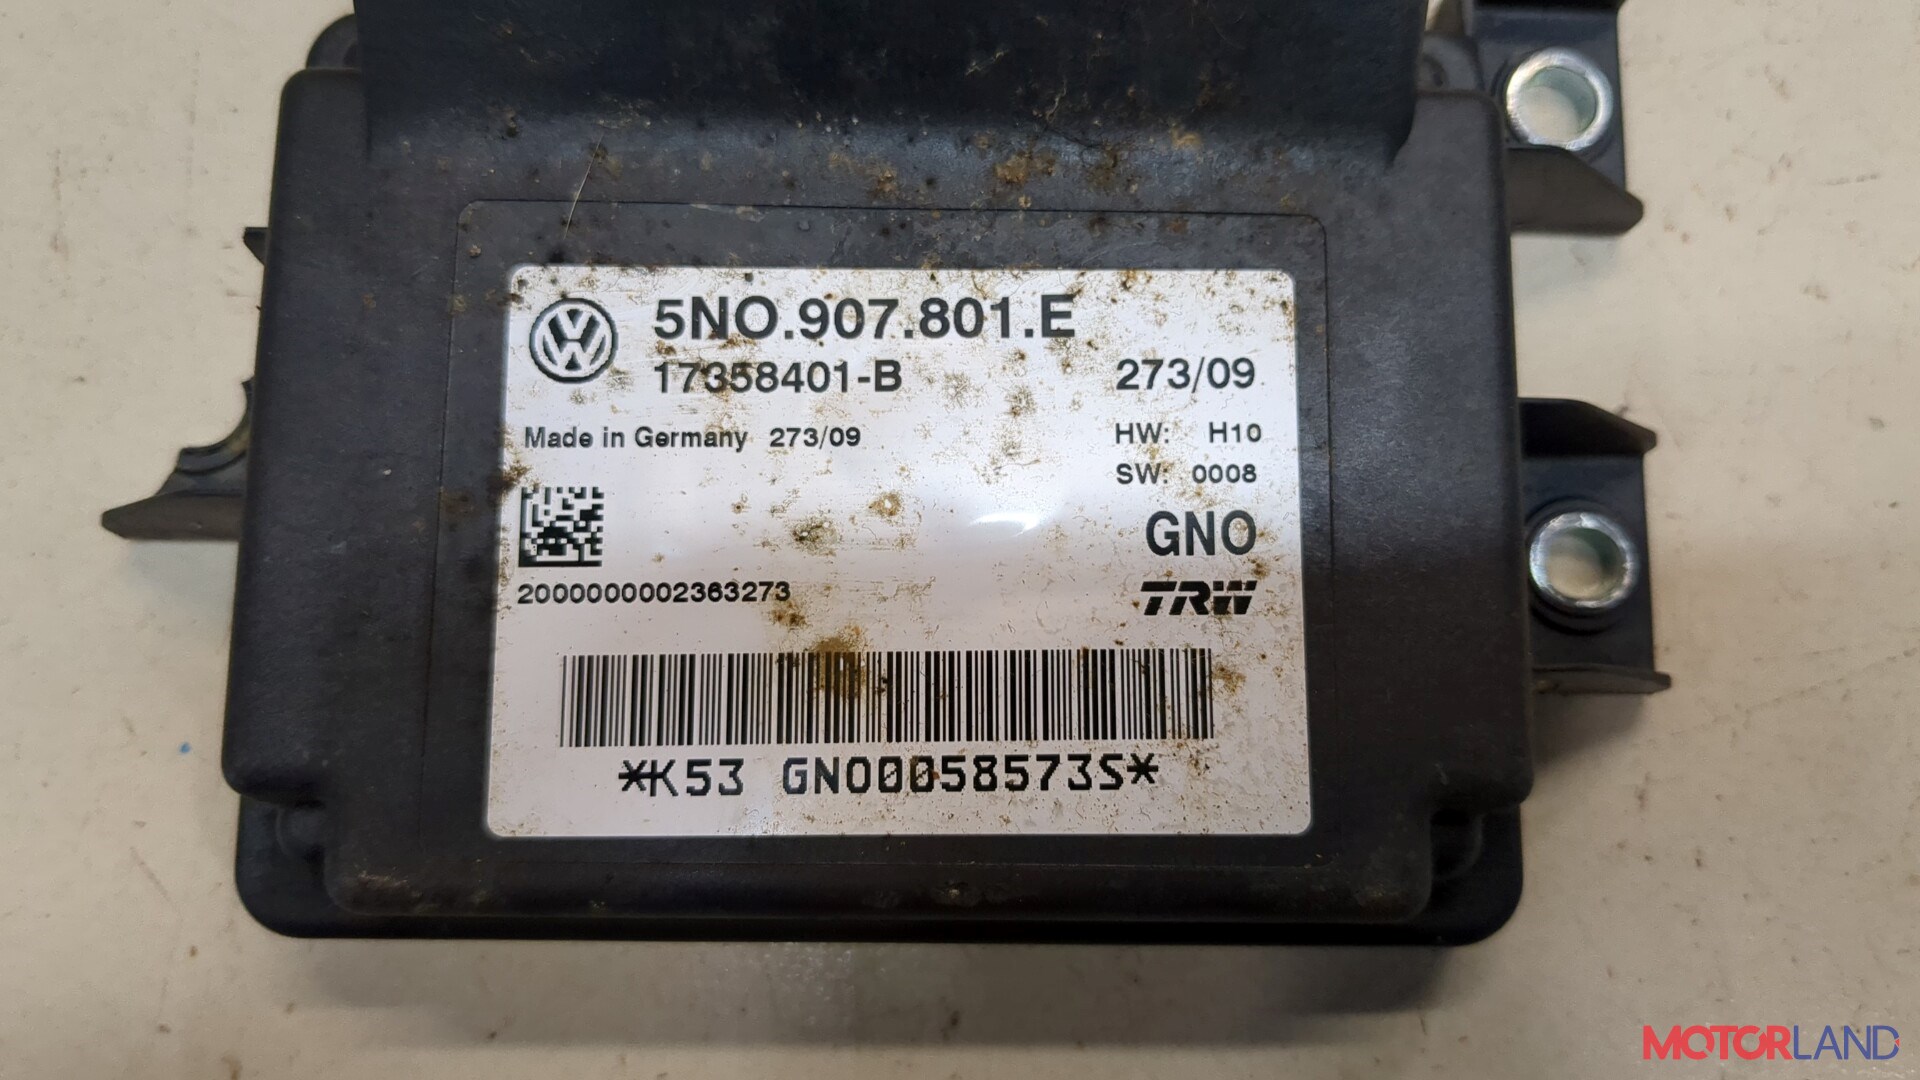 5NO.907.801.E
17358401-B 273/09
Made in Germany 273/09 HW: H10
SW: 0008
GNO
2000000002363273 TRW
*K53 GNO0058573S*
MOTORLAND